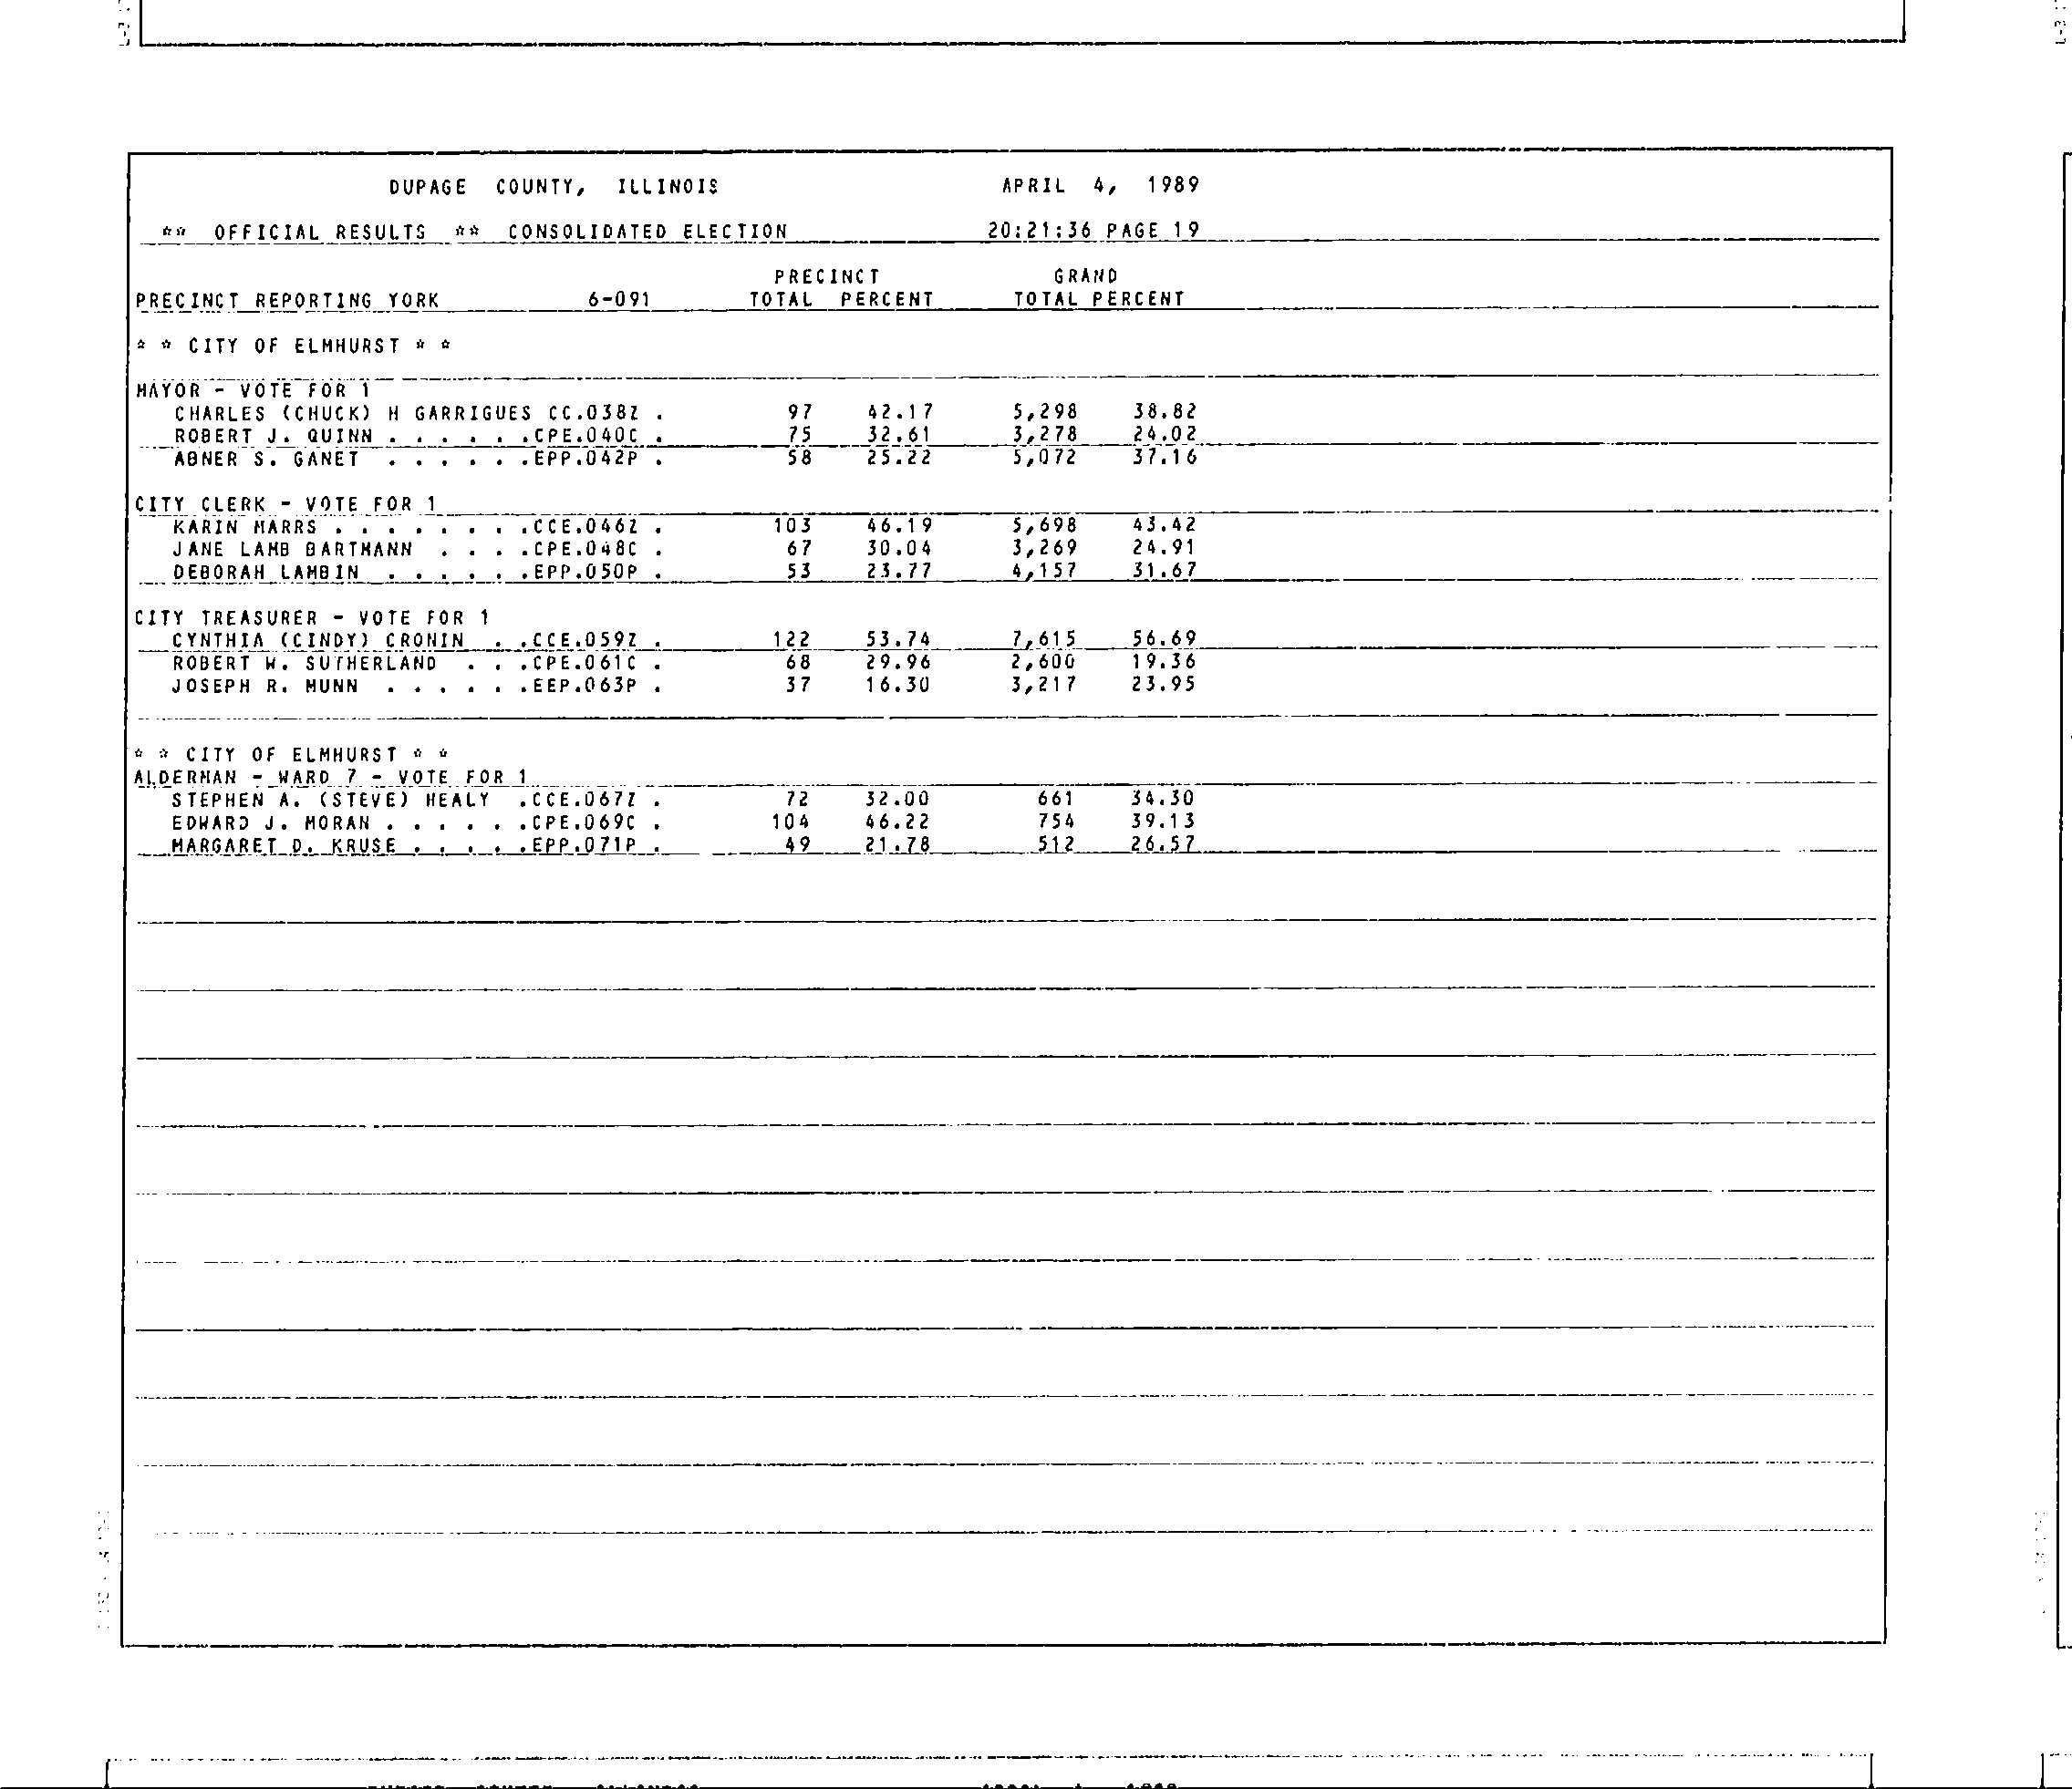 DUPAGE COUNTY, ILLINOIS APRIL 4, 1989
** OFFICIAL RESULTS ** CONSOLIDATED ELECTION 20:21:36 PAGE 19
PRECINCT GRAND
PRECINCT REPORTING YORK 6-091 TOTAL PERCENT TOTAL PERCENT
* * CITY OF ELMHURST * *
MAYOR - VOTE FOR 1
CHARLES (CHUCK) H GARRIGUES CC.038Z . 97 42.17 5,298 38.82
ROBERT J. QUINN . . . . . .CPE.040C . 75 32.61 3,278 24.02
ABNER S. GANET . . . . . .EPP.042P . 58 25.22 5,072 37.16
CITY CLERK - VOTE FOR 1
KARIN MARRS . . . . . . . .CCE.046Z . 103 46.19 5,698 43.42
JANE LAMB BARTMANN . . . .CPE.048C . 67 30.04 3,269 24.91
DEBORAH LAMBIN . . . . . .EPP.050P . 53 23.77 4,157 31.67
CITY TREASURER - VOTE FOR 1
CYNTHIA (CINDY) CRONIN . .CCE.059Z . 122 53.74 7,615 56.69
ROBERT W. SUTHERLAND . . .CPE.061C . 68 29.96 2,600 19.36
JOSEPH R. MUNN . . . . . .EEP.063P . 37 16.30 3,217 23.95
* * CITY OF ELMHURST * *
ALDERMAN - WARD 7 - VOTE FOR 1
STEPHEN A. (STEVE) HEALY .CCE.067Z . 72 32.00 661 34.30
EDWARD J. MORAN . . . . . .CPE.069C . 104 46.22 754 39.13
MARGARET D. KRUSE . . . . .EPP.071P . 49 21.78 512 26.57